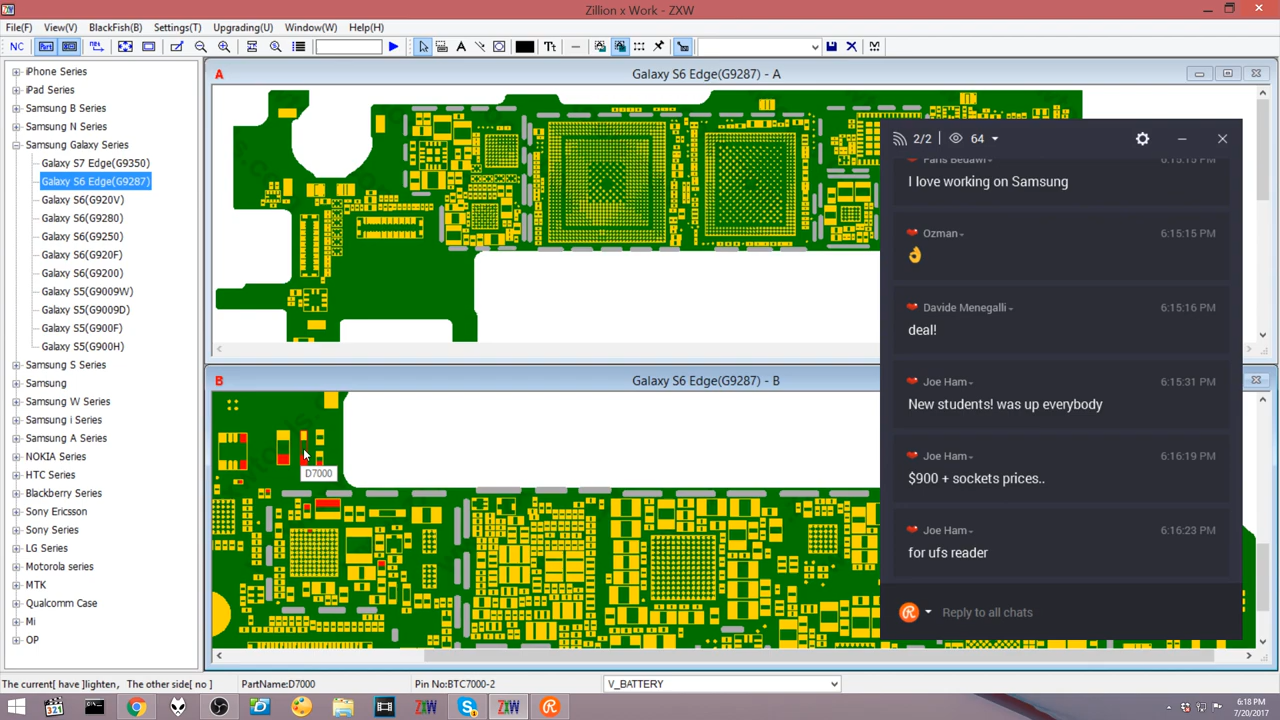 Zillion x Work - ZXW
File(F)
View(V)
BlackFish(B)
Settings(T)
Upgrading(U)
Window(W)
Help(H)
NC
iPhone Series
iPad Series
Samsung B Series
Samsung N Series
Samsung Galaxy Series
Galaxy S7 Edge(G9350)
Galaxy S6 Edge(G9287)
Galaxy S6(G920V)
Galaxy S6(G9280)
Galaxy S6(G9250)
Galaxy S6(G920F)
Galaxy S6(G9200)
Galaxy S5(G9009W)
Galaxy S5(G9009D)
Galaxy S5(G900F)
Galaxy S5(G900H)
Samsung S Series
Samsung
Samsung W Series
Samsung i Series
Samsung A Series
NOKIA Series
HTC Series
Blackberry Series
Sony Ericsson
Sony Series
LG Series
Motorola series
MTK
Qualcomm Case
Mi
OP
A
Galaxy S6 Edge(G9287) - A
B
Galaxy S6 Edge(G9287) - B
D7000
2/2
64
6:15:15 PM
I love working on Samsung
Ozman
6:15:15 PM
Davide Menegalli
6:15:16 PM
deal!
Joe Ham
6:15:31 PM
New students! was up everybody
Joe Ham
6:16:19 PM
$900 + sockets prices..
Joe Ham
6:16:23 PM
for ufs reader
Reply to all chats
The current[ have ]lighten, The other side[ no ]
PartName:D7000
Pin No:BTC7000-2
V_BATTERY
321
ZXW
ZXW
6:18 PM
7/20/2017